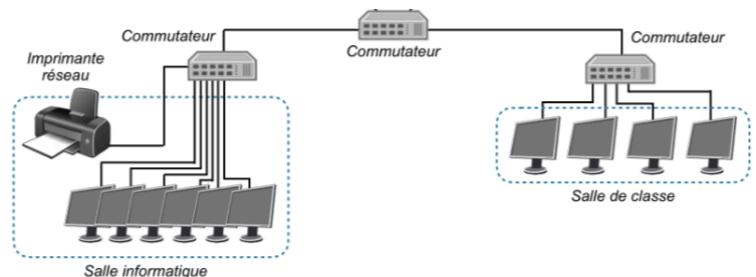 Commutateur
Commutateur
Commutateur
Imprimante
réseau
Salle de classe
Salle informatique